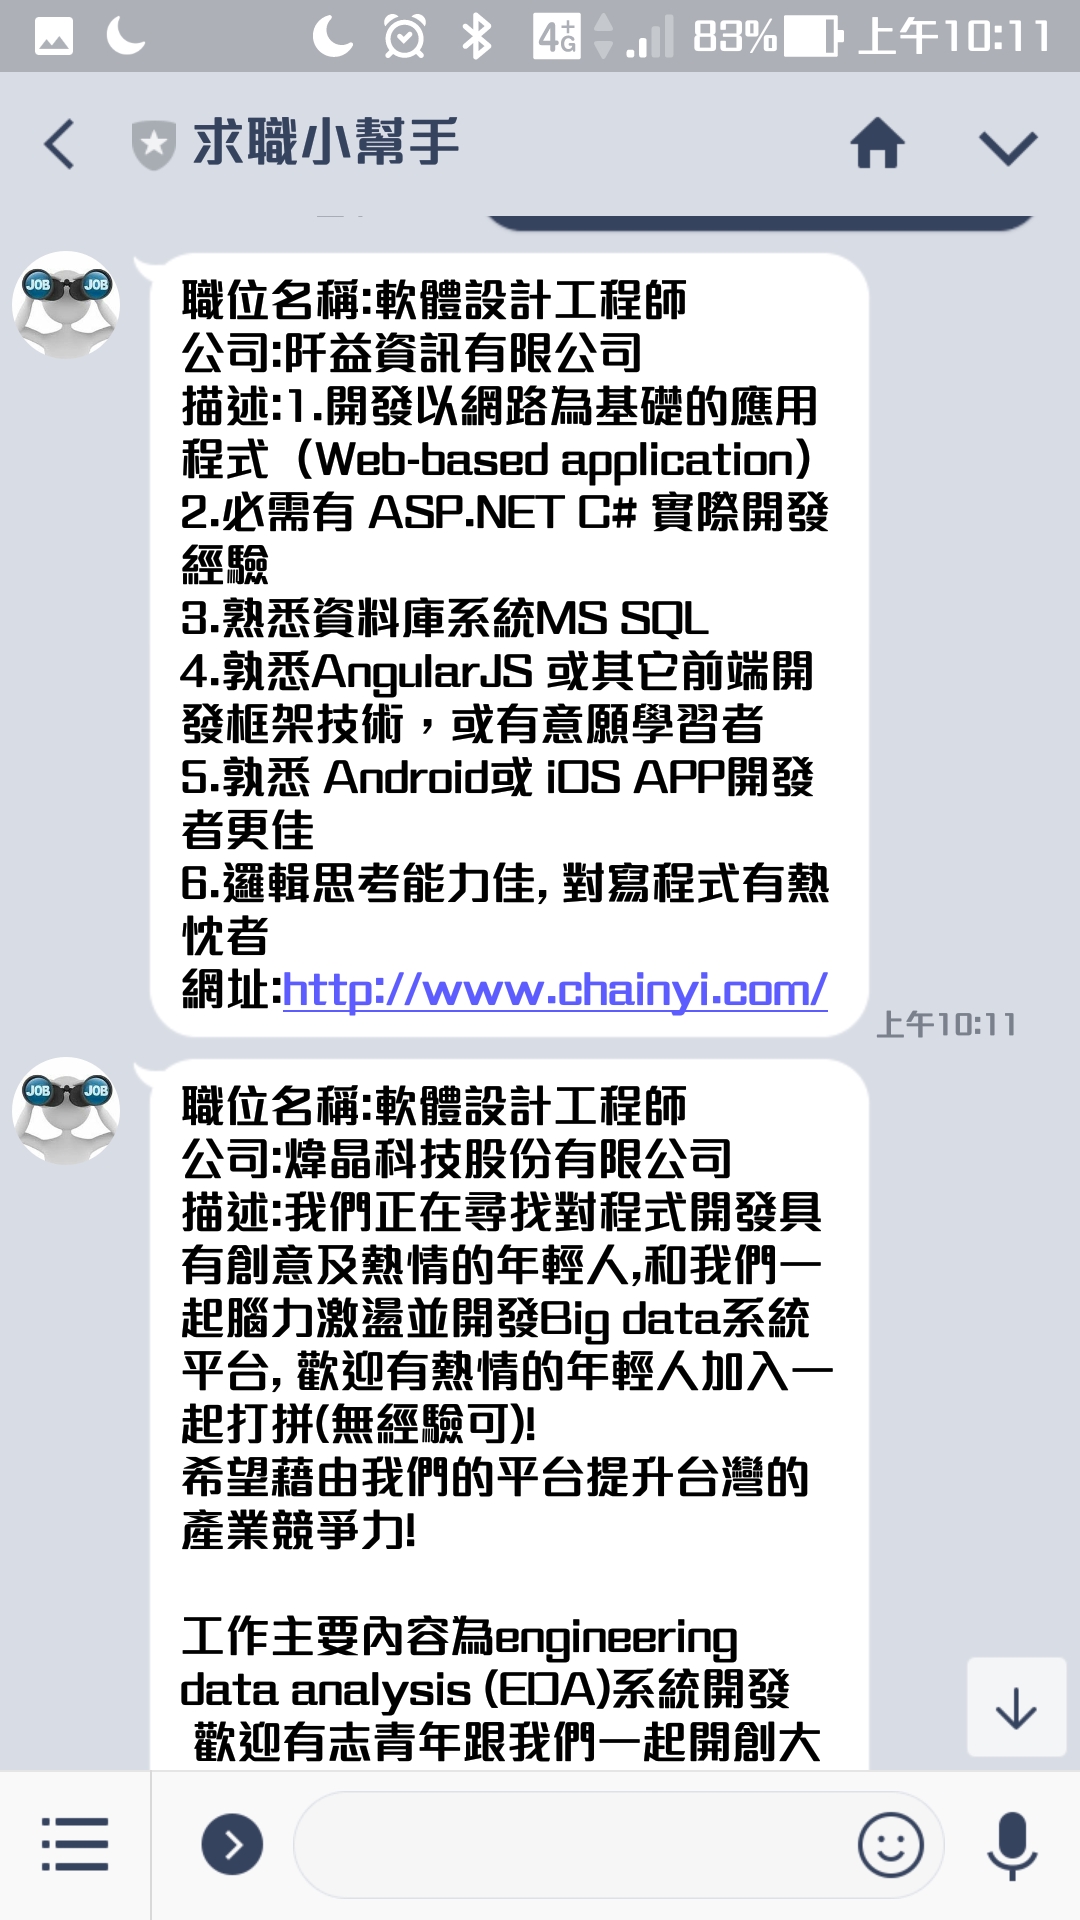 83% 上午10:11
求職小幫手
職位名稱:軟體設計工程師
公司:阡益資訊有限公司
描述:1.開發以網路為基礎的應用
程式（Web-based application）
2.必需有 ASP.NET C# 實際開發
經驗
3.熟悉資料庫系統MS SQL
4.孰悉AngularJS 或其它前端開
發框架技術，或有意願學習者
5.孰悉 Android或 iOS APP開發
者更佳
6.邏輯思考能力佳, 對寫程式有熱
忱者
網址:http://www.chainyi.com/
上午10:11
職位名稱:軟體設計工程師
公司:煒晶科技股份有限公司
描述:我們正在尋找對程式開發具
有創意及熱情的年輕人,和我們一
起腦力激盪並開發Big data系統
平台, 歡迎有熱情的年輕人加入一
起打拼(無經驗可)!
希望藉由我們的平台提升台灣的
產業競爭力!
工作主要內容為engineering
data analysis (EDA)系統開發
歡迎有志青年跟我們一起開創大